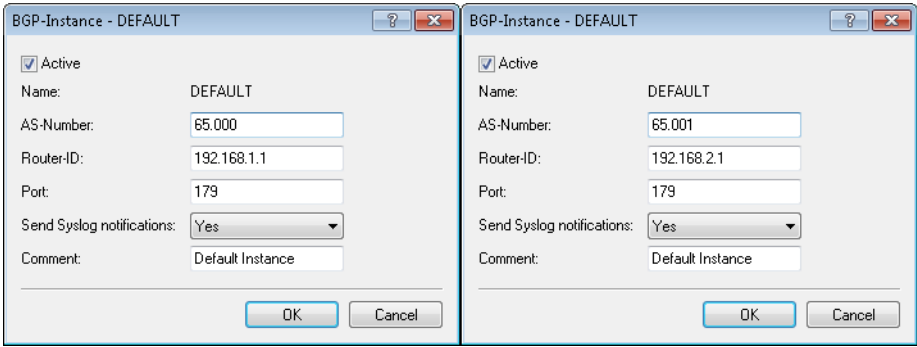 BGP-Instance - DEFAULT
Active
Name: DEFAULT
AS-Number: 65.000
Router-ID: 192.168.1.1
Port: 179
Send Syslog notifications: Yes
Comment: Default Instance
OK Cancel
BGP-Instance - DEFAULT
Active
Name: DEFAULT
AS-Number: 65.001
Router-ID: 192.168.2.1
Port: 179
Send Syslog notifications: Yes
Comment: Default Instance
OK Cancel